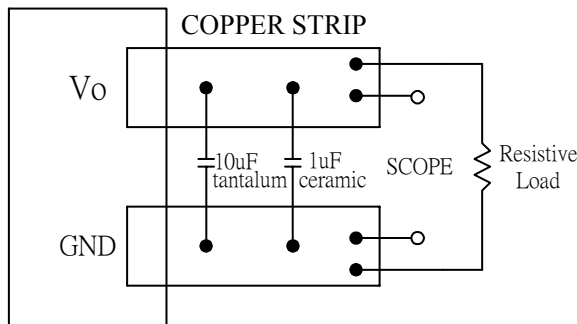 COPPER STRIP
Vo
10uF
tantalum
1uF
ceramic
SCOPE
Resistive
Load
GND